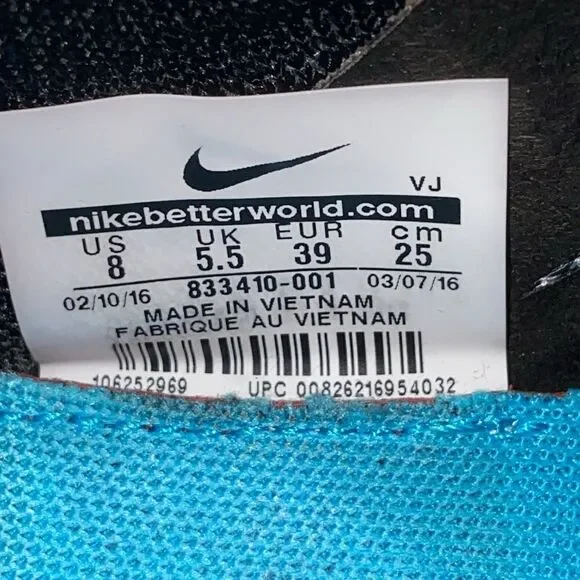 VJ
nikebetterworld.com
US UK EUR cm
8 5.5 39 25
02/10/16 833410-001 03/07/16
MADE IN VIETNAM
FABRIQUE AU VIETNAM
106252969 UPC 00826216954032